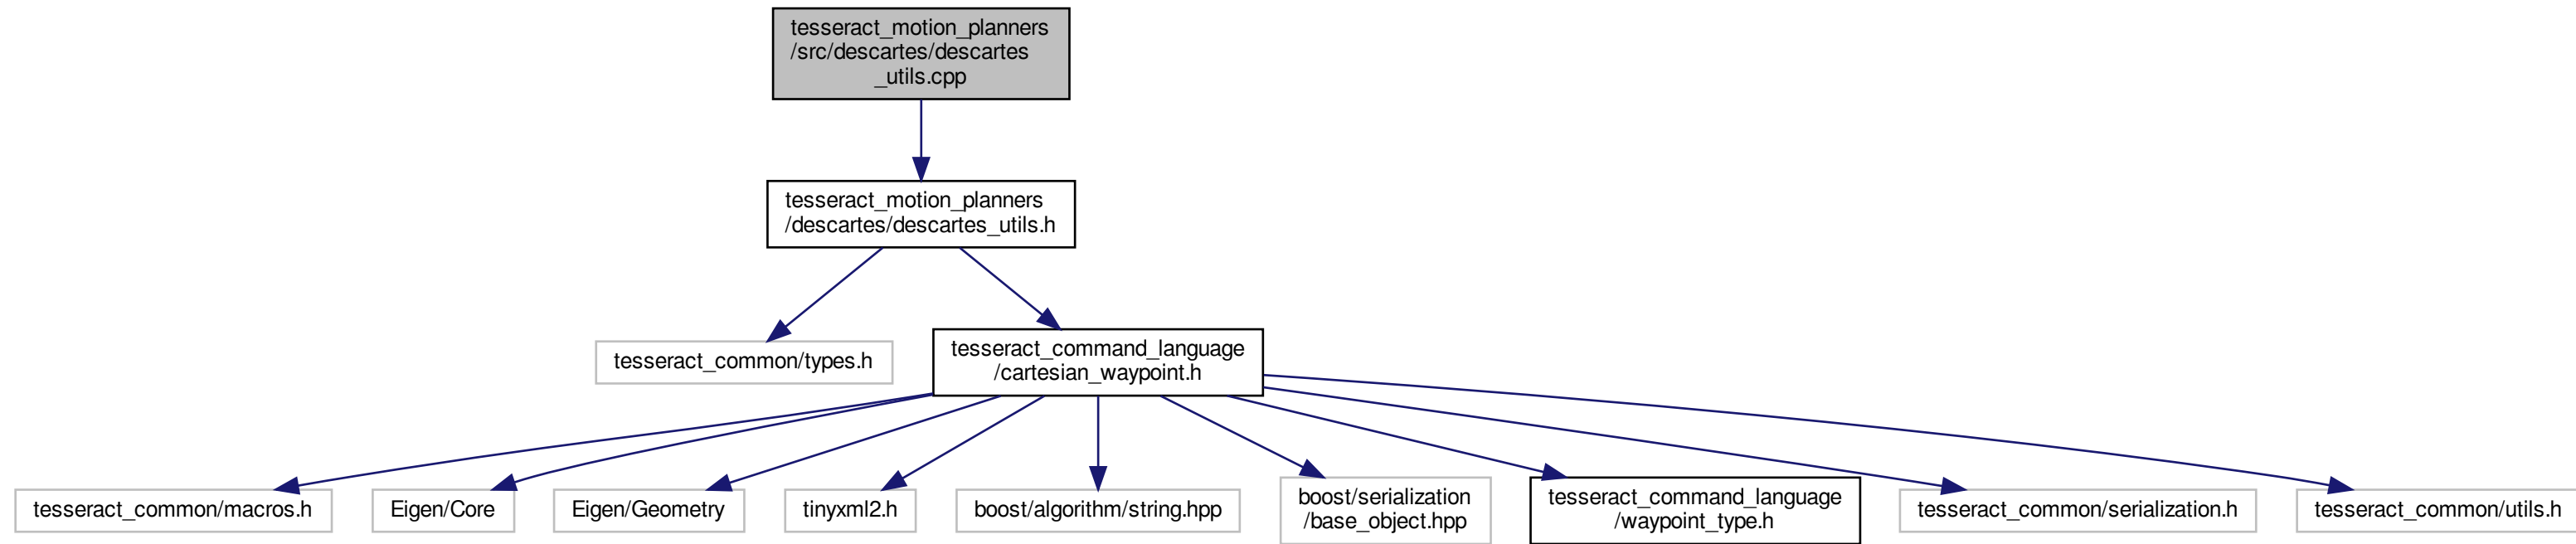 tesseract_motion_planners
/src/descartes/descartes
_utils.cpp
tesseract_motion_planners
/descartes/descartes_utils.h
tesseract_common/types.h
tesseract_command_language
/cartesian_waypoint.h
tesseract_common/macros.h
Eigen/Core
Eigen/Geometry
tinyxml2.h
boost/algorithm/string.hpp
boost/serialization
/base_object.hpp
tesseract_command_language
/waypoint_type.h
tesseract_common/serialization.h
tesseract_common/utils.h